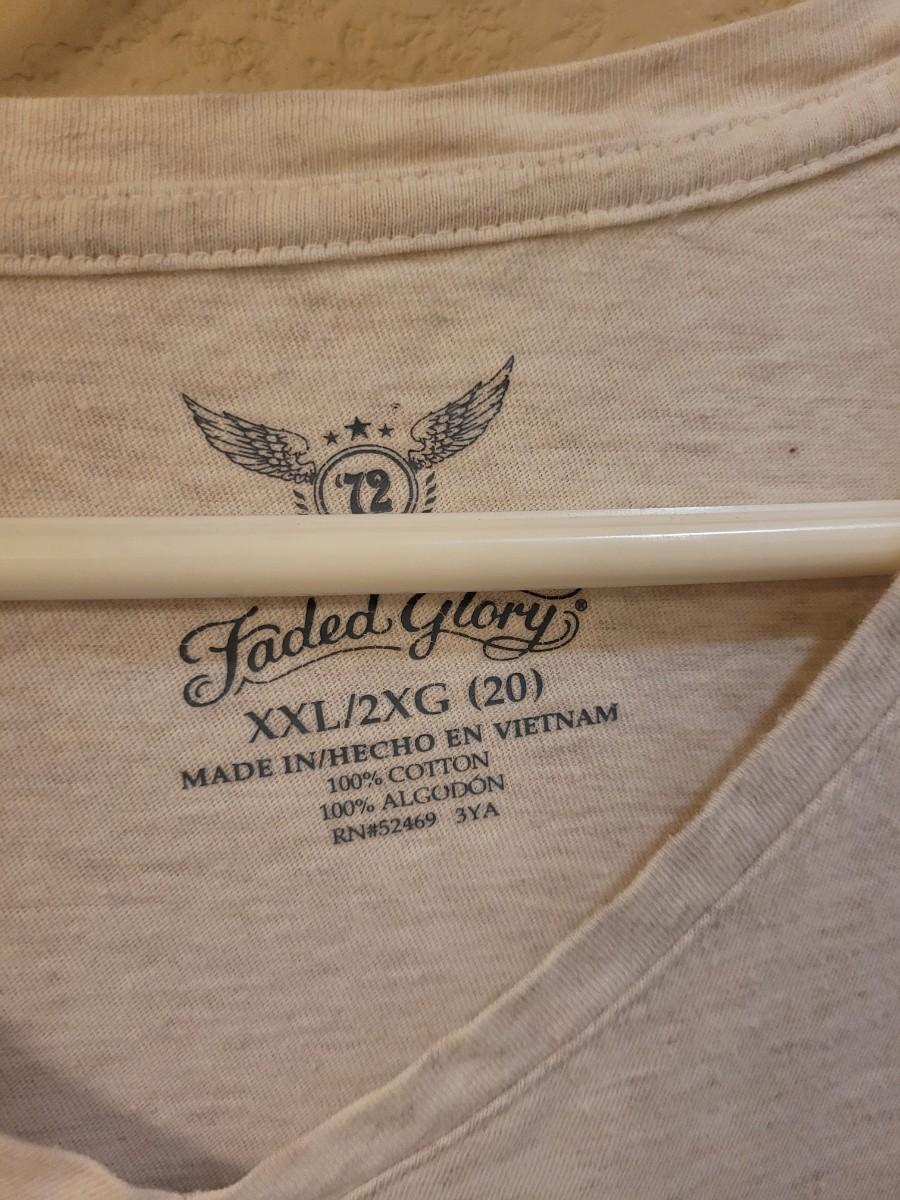 '72
Faded Glory®
XXL/2XG (20)
MADE IN/HECHO EN VIETNAM
100% COTTON
100% ALGODÓN
RN#52469 3YA